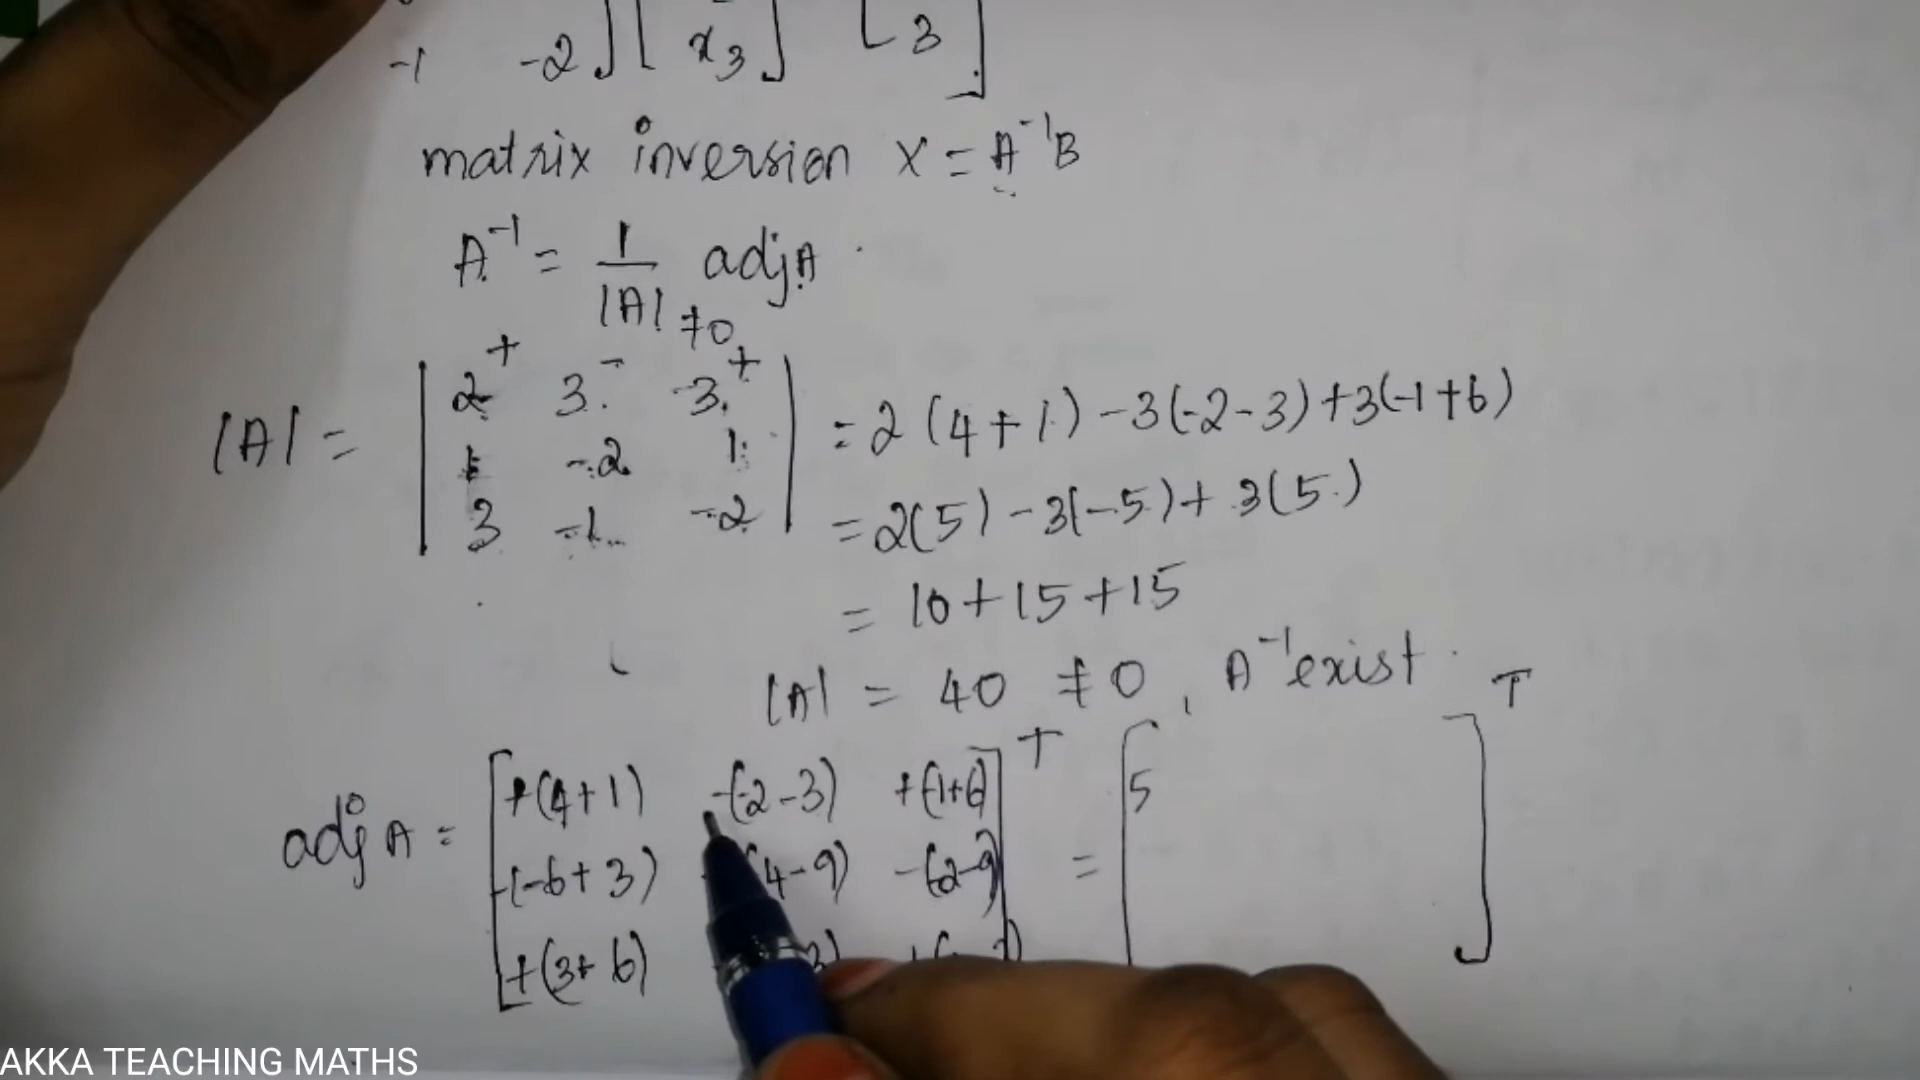 -1 -2 ] [ x3 ] [ 3 ]
matrix inversion X = A⁻¹B
A⁻¹ = 1/|A| adjA
≠0
|A| = | 2⁺ 3⁻ 3⁺ | = 2(4+1) -3(-2-3)+3(-1+6)
1 -2 1 
3 -1 -2 = 2(5) -3(-5)+ 3(5)
= 10+15+15
|A| = 40 ≠0, A⁻¹ exist
adj A = [ +(4+1) -(-2-3) +(-1+6) ]ᵀ = [ 5 ]ᵀ
-(-6+3) (4-9) -(-2-9)
+(3+6)
AKKA TEACHING MATHS